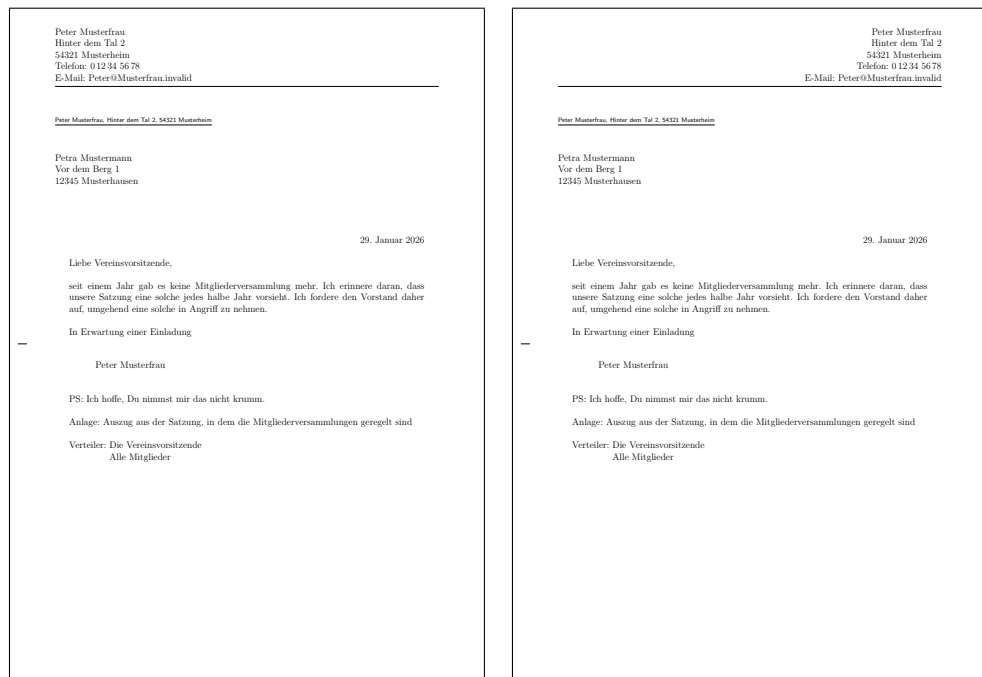 Peter Musterfrau
Hinter dem Tal 2
54321 Musterheim
Telefon: 0 12 34 56 78
E-Mail: Peter@Musterfrau.invalid
Peter Musterfrau, Hinter dem Tal 2, 54321 Musterheim
Petra Mustermann
Vor dem Berg 1
12345 Musterhausen
29. Januar 2026
Liebe Vereinsvorsitzende,
seit einem Jahr gab es keine Mitgliederversammlung mehr. Ich erinnere daran, dass
unsere Satzung eine solche jedes halbe Jahr vorsieht. Ich fordere den Vorstand daher
auf, umgehend eine solche in Angriff zu nehmen.
In Erwartung einer Einladung
Peter Musterfrau
PS: Ich hoffe, Du nimmst mir das nicht krumm.
Anlage: Auszug aus der Satzung, in dem die Mitgliederversammlungen geregelt sind
Verteiler: Die Vereinsvorsitzende
Alle Mitglieder
Peter Musterfrau
Hinter dem Tal 2
54321 Musterheim
Telefon: 0 12 34 56 78
E-Mail: Peter@Musterfrau.invalid
Peter Musterfrau, Hinter dem Tal 2, 54321 Musterheim
Petra Mustermann
Vor dem Berg 1
12345 Musterhausen
29. Januar 2026
Liebe Vereinsvorsitzende,
seit einem Jahr gab es keine Mitgliederversammlung mehr. Ich erinnere daran, dass
unsere Satzung eine solche jedes halbe Jahr vorsieht. Ich fordere den Vorstand daher
auf, umgehend eine solche in Angriff zu nehmen.
In Erwartung einer Einladung
Peter Musterfrau
PS: Ich hoffe, Du nimmst mir das nicht krumm.
Anlage: Auszug aus der Satzung, in dem die Mitgliederversammlungen geregelt sind
Verteiler: Die Vereinsvorsitzende
Alle Mitglieder